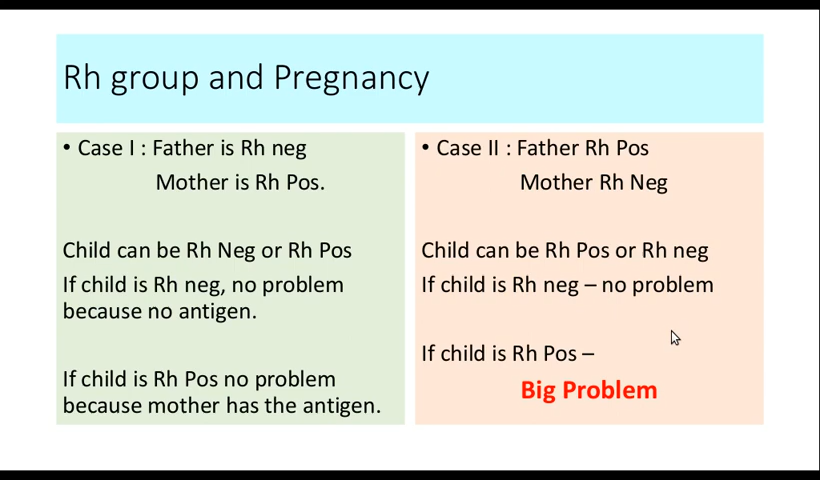 Rh group and Pregnancy
• Case I : Father is Rh neg
Mother is Rh Pos.
Child can be Rh Neg or Rh Pos
If child is Rh neg, no problem
because no antigen.
If child is Rh Pos no problem
because mother has the antigen.
• Case II : Father Rh Pos
Mother Rh Neg
Child can be Rh Pos or Rh neg
If child is Rh neg – no problem
If child is Rh Pos –
Big Problem